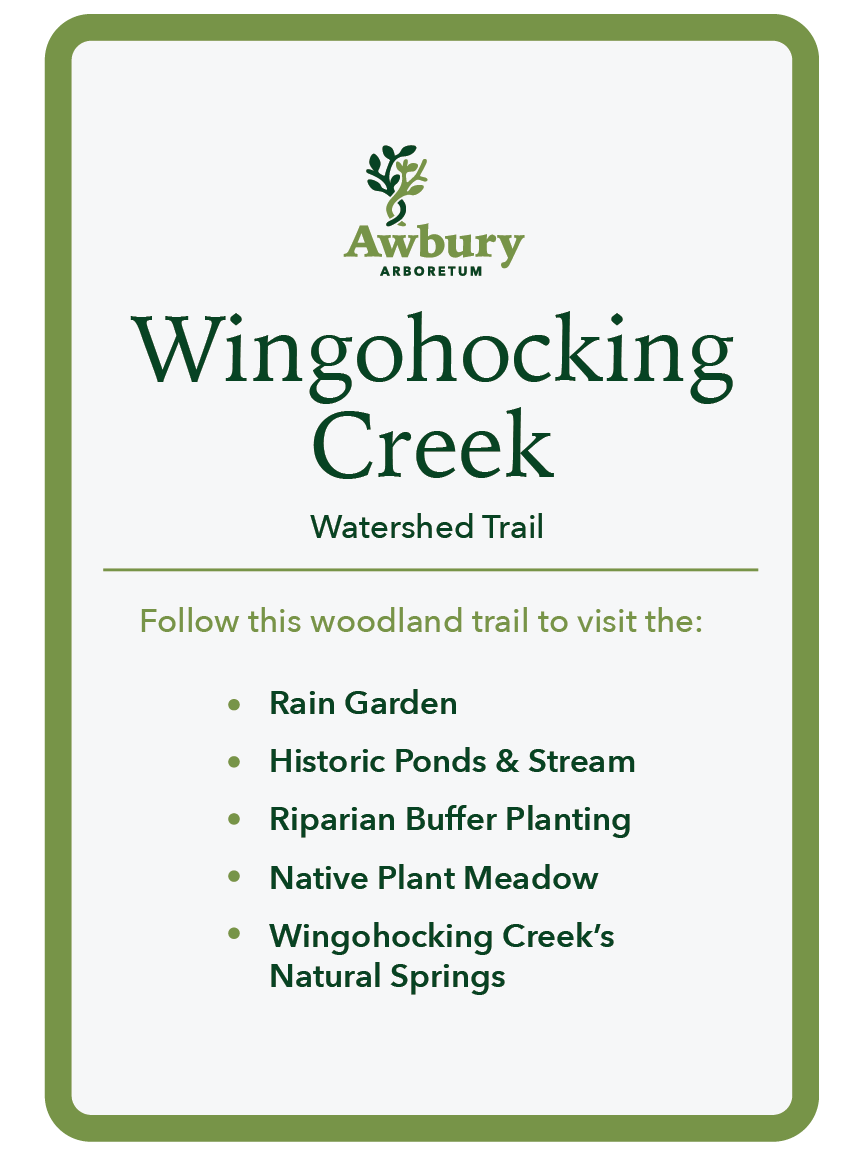 Awbury
ARBORETUM
Wingohocking
Creek
Watershed Trail
Follow this woodland trail to visit the:
• Rain Garden
• Historic Ponds & Stream
• Riparian Buffer Planting
• Native Plant Meadow
• Wingohocking Creek’s
Natural Springs